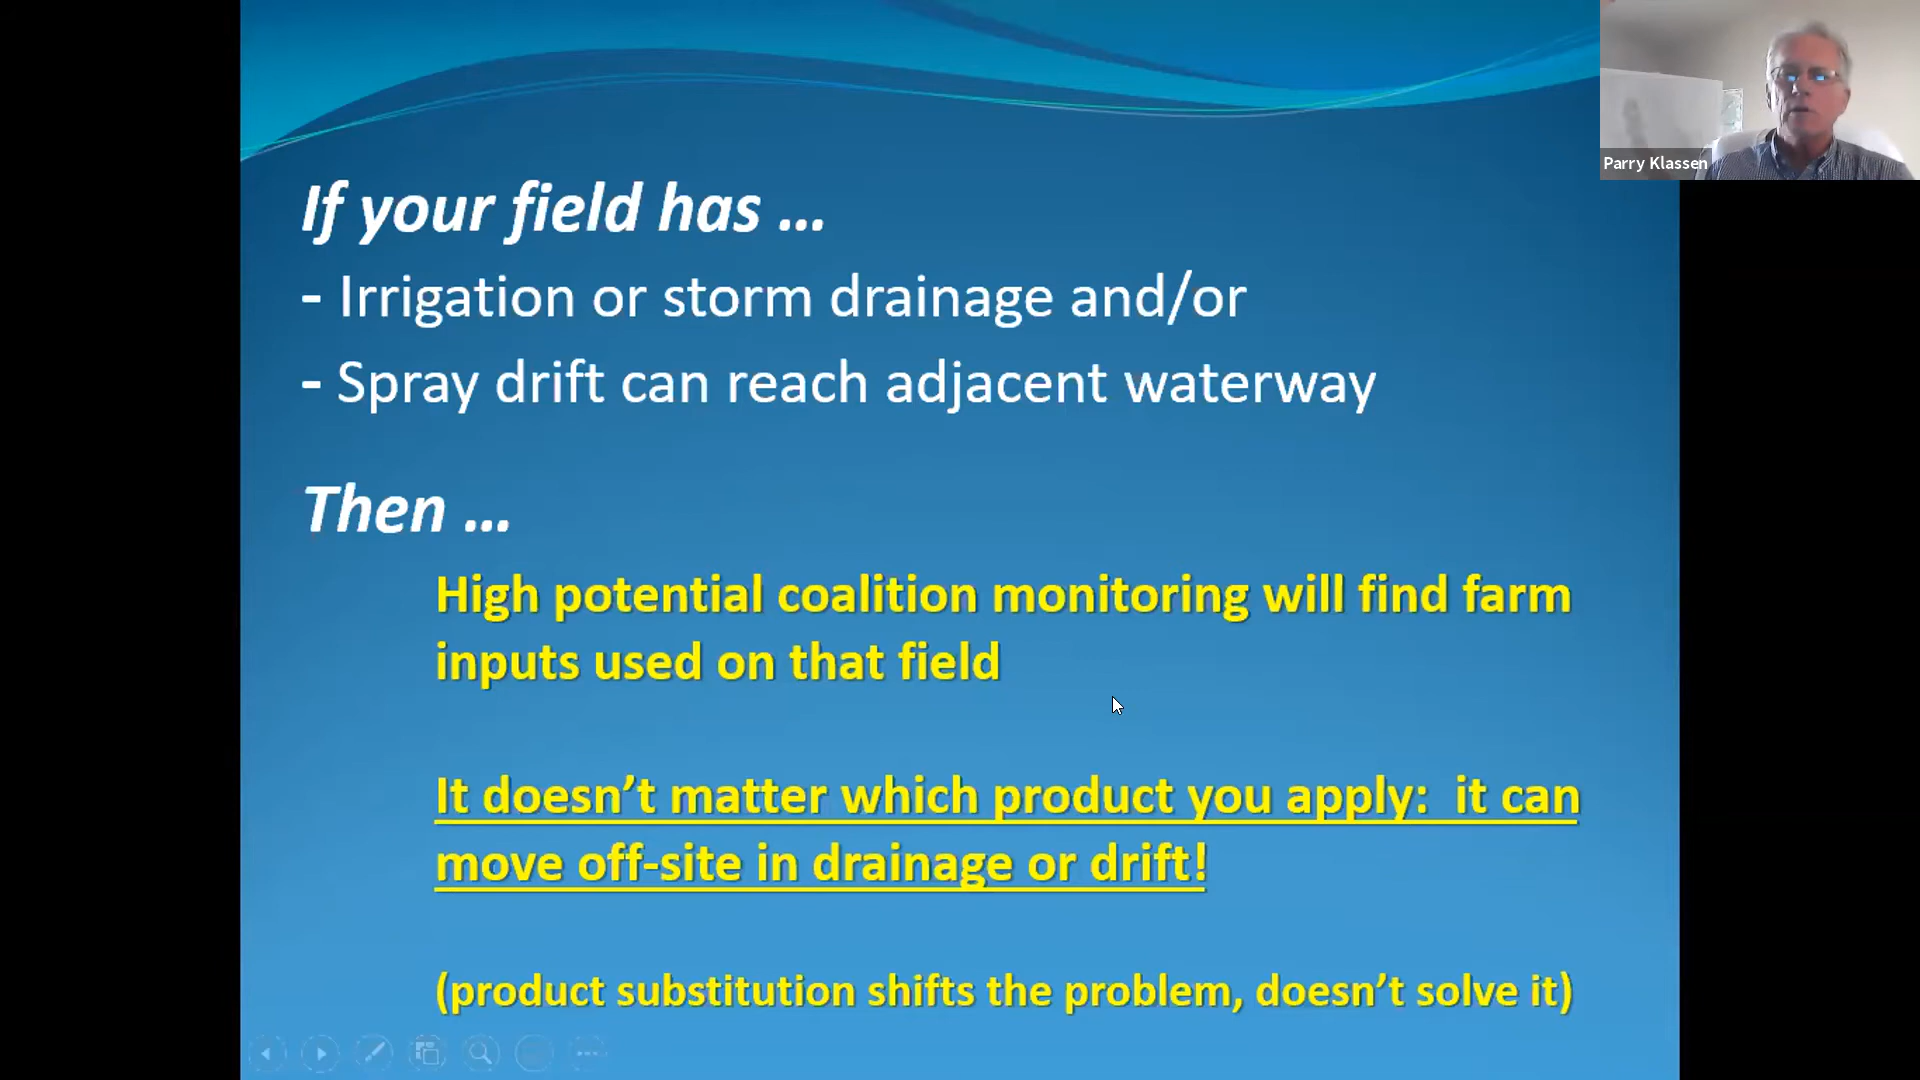 Parry Klassen
If your field has ...
- Irrigation or storm drainage and/or
- Spray drift can reach adjacent waterway
Then ...
High potential coalition monitoring will find farm
inputs used on that field
It doesn’t matter which product you apply:  it can
move off-site in drainage or drift!
(product substitution shifts the problem, doesn’t solve it)